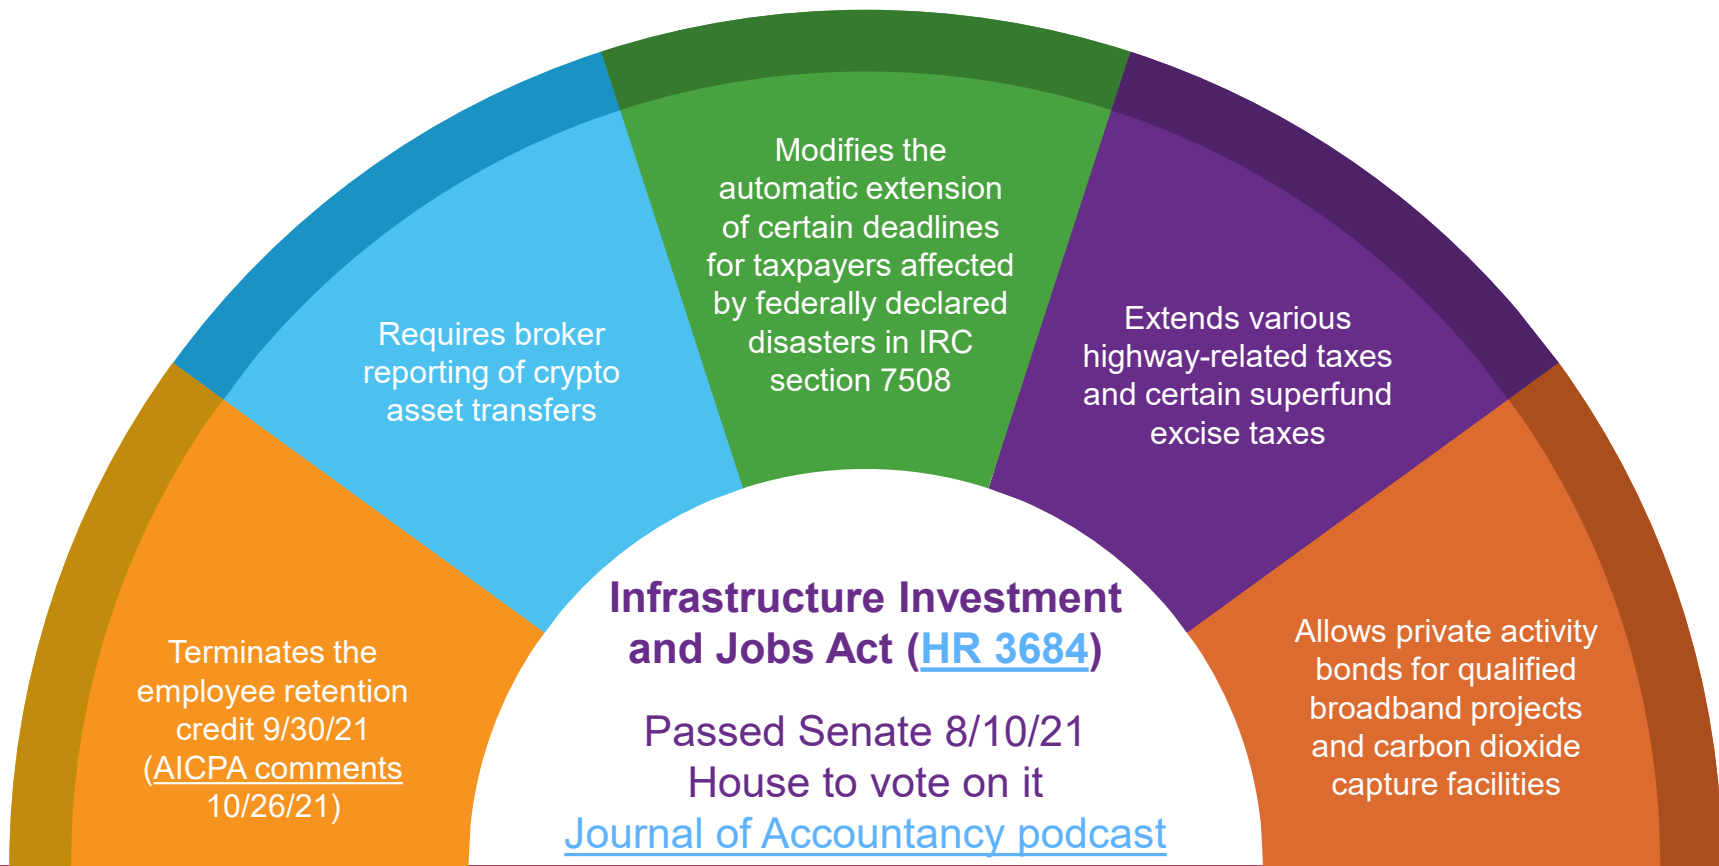 Terminates the
employee retention
credit 9/30/21
(AICPA comments
10/26/21)
Requires broker
reporting of crypto
asset transfers
Modifies the
automatic extension
of certain deadlines
for taxpayers affected
by federally declared
disasters in IRC
section 7508
Extends various
highway-related taxes
and certain superfund
excise taxes
Allows private activity
bonds for qualified
broadband projects
and carbon dioxide
capture facilities
Infrastructure Investment
and Jobs Act (HR 3684)
Passed Senate 8/10/21
House to vote on it
Journal of Accountancy podcast